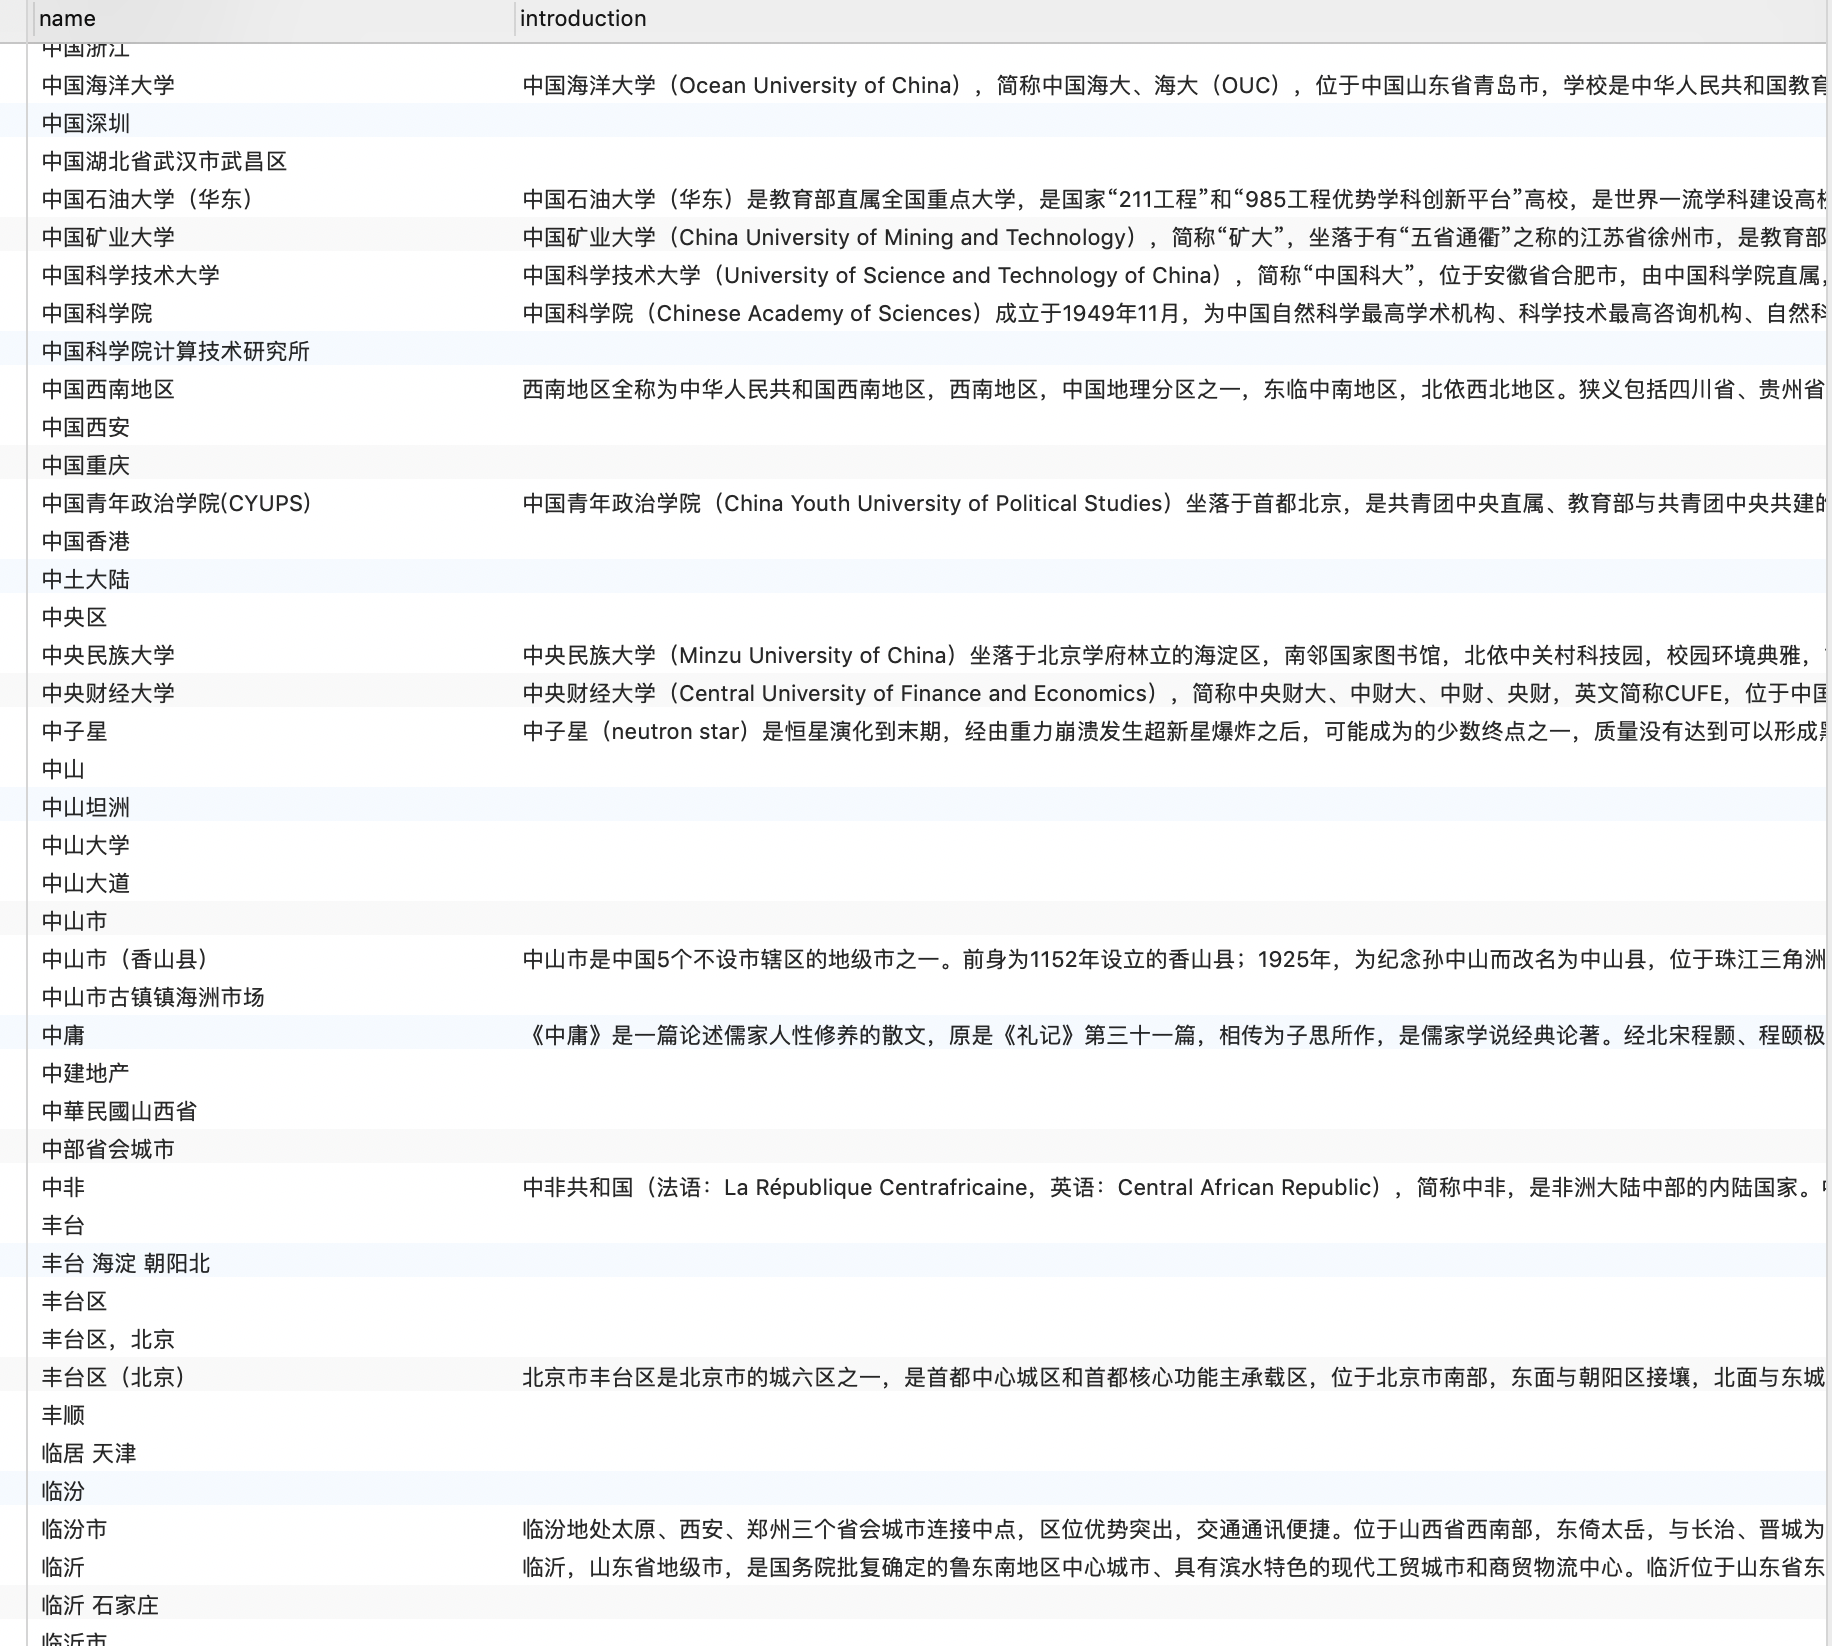 name introduction
中国浙江
中国海洋大学 中国海洋大学（Ocean University of China），简称中国海大、海大（OUC），位于中国山东省青岛市，学校是中华人民共和国教育
中国深圳
中国湖北省武汉市武昌区
中国石油大学（华东） 中国石油大学（华东）是教育部直属全国重点大学，是国家“211工程”和“985工程优势学科创新平台”高校，是世界一流学科建设高校
中国矿业大学 中国矿业大学（China University of Mining and Technology），简称“矿大”，坐落于有“五省通衢”之称的江苏省徐州市，是教育部
中国科学技术大学 中国科学技术大学（University of Science and Technology of China），简称“中国科大”，位于安徽省合肥市，由中国科学院直属，
中国科学院 中国科学院（Chinese Academy of Sciences）成立于1949年11月，为中国自然科学最高学术机构、科学技术最高咨询机构、自然科
中国科学院计算技术研究所
中国西南地区 西南地区全称为中华人民共和国西南地区，西南地区，中国地理分区之一，东临中南地区，北依西北地区。狭义包括四川省、贵州省
中国西安
中国重庆
中国青年政治学院(CYUPS) 中国青年政治学院（China Youth University of Political Studies）坐落于首都北京，是共青团中央直属、教育部与共青团中央共建的
中国香港
中土大陆
中央区
中央民族大学 中央民族大学（Minzu University of China）坐落于北京学府林立的海淀区，南邻国家图书馆，北依中关村科技园，校园环境典雅，
中央财经大学 中央财经大学（Central University of Finance and Economics），简称中央财大、中财大、中财、央财，英文简称CUFE，位于中国
中子星 中子星（neutron star）是恒星演化到末期，经由重力崩溃发生超新星爆炸之后，可能成为的少数终点之一，质量没有达到可以形成黑
中山
中山坦洲
中山大学
中山大道
中山市
中山市（香山县） 中山市是中国5个不设市辖区的地级市之一。前身为1152年设立的香山县；1925年，为纪念孙中山而改名为中山县，位于珠江三角洲
中山市古镇镇海洲市场
中庸 《中庸》是一篇论述儒家人性修养的散文，原是《礼记》第三十一篇，相传为子思所作，是儒家学说经典论著。经北宋程颢、程颐极
中建地产
中華民國山西省
中部省会城市
中非 中非共和国（法语：La République Centrafricaine，英语：Central African Republic），简称中非，是非洲大陆中部的内陆国家。
丰台
丰台 海淀 朝阳北
丰台区
丰台区，北京
丰台区（北京） 北京市丰台区是北京市的城六区之一，是首都中心城区和首都核心功能主承载区，位于北京市南部，东面与朝阳区接壤，北面与东城
丰顺
临居 天津
临汾
临汾市 临汾地处太原、西安、郑州三个省会城市连接中点，区位优势突出，交通通讯便捷。位于山西省西南部，东倚太岳，与长治、晋城为
临沂 临沂，山东省地级市，是国务院批复确定的鲁东南地区中心城市、具有滨水特色的现代工贸城市和商贸物流中心。临沂位于山东省东
临沂 石家庄
临沂市